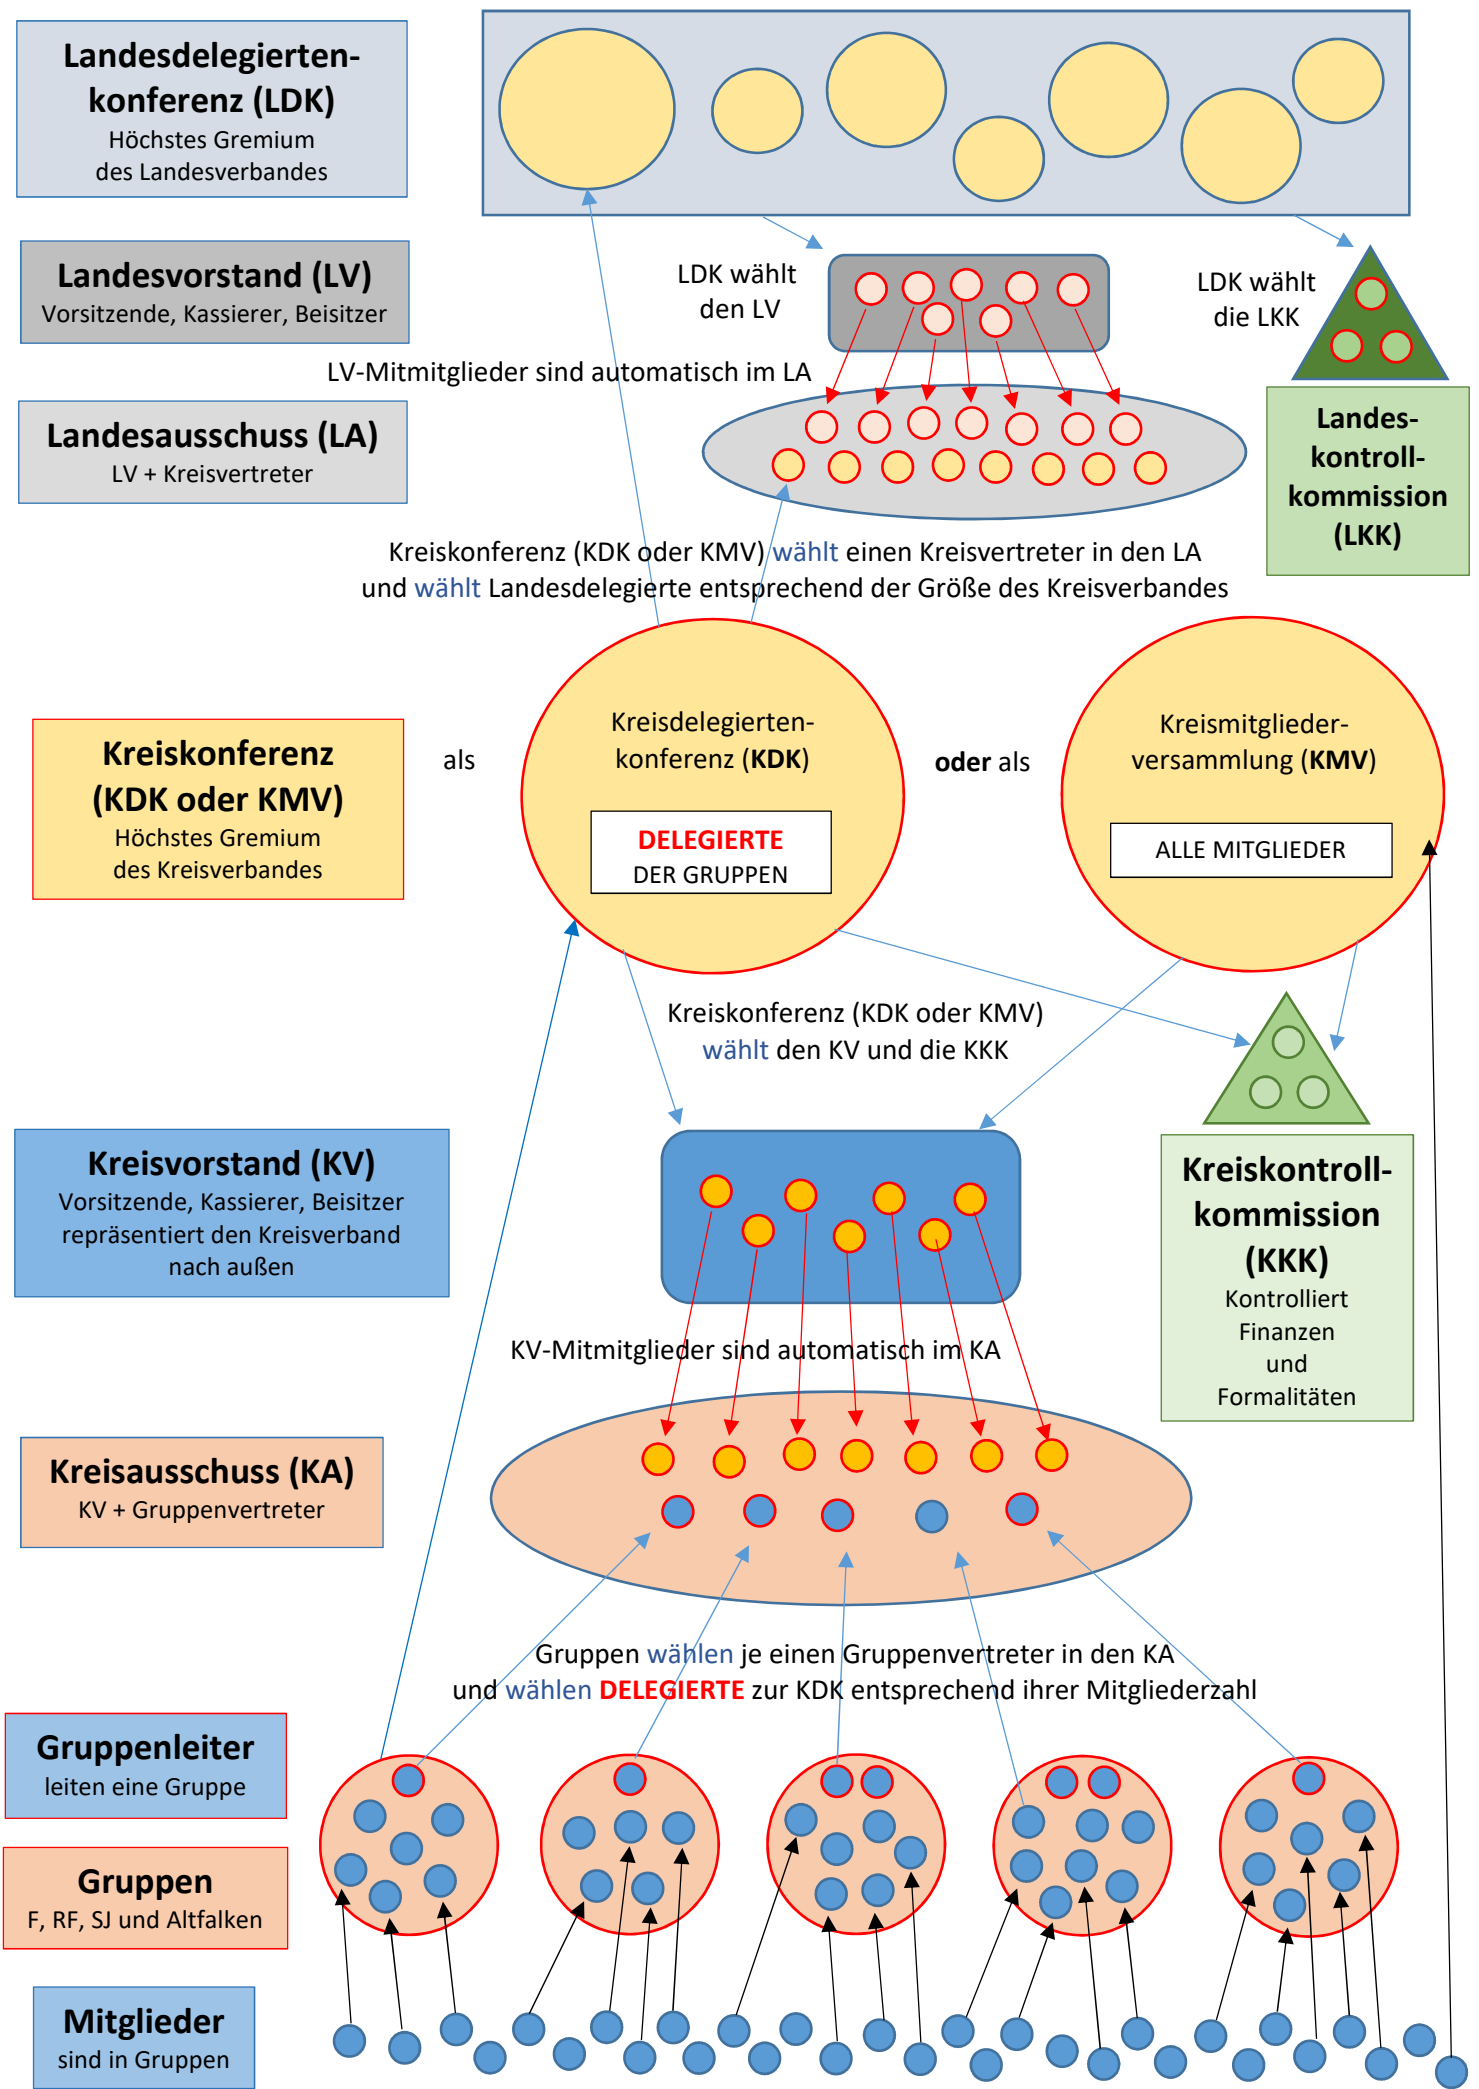 Landesdelegierten-
konferenz (LDK)
Höchstes Gremium
des Landesverbandes
Landesvorstand (LV)
Vorsitzende, Kassierer, Beisitzer
LDK wählt
den LV
LDK wählt
die LKK
LV-Mitmitglieder sind automatisch im LA
Landesausschuss (LA)
LV + Kreisvertreter
Landes-
kontroll-
kommission
(LKK)
Kreiskonferenz (KDK oder KMV) wählt einen Kreisvertreter in den LA
und wählt Landesdelegierte entsprechend der Größe des Kreisverbandes
Kreiskonferenz
(KDK oder KMV)
Höchstes Gremium
des Kreisverbandes
als
Kreisdelegierten-
konferenz (KDK)
DELEGIERTE
DER GRUPPEN
oder als
Kreismitglieder-
versammlung (KMV)
ALLE MITGLIEDER
Kreiskonferenz (KDK oder KMV)
wählt den KV und die KKK
Kreisvorstand (KV)
Vorsitzende, Kassierer, Beisitzer
repräsentiert den Kreisverband
nach außen
Kreiskontroll-
kommission
(KKK)
Kontrolliert
Finanzen
und
Formalitäten
KV-Mitmitglieder sind automatisch im KA
Kreisausschuss (KA)
KV + Gruppenvertreter
Gruppen wählen je einen Gruppenvertreter in den KA
und wählen DELEGIERTE zur KDK entsprechend ihrer Mitgliederzahl
Gruppenleiter
leiten eine Gruppe
Gruppen
F, RF, SJ und Altfalken
Mitglieder
sind in Gruppen